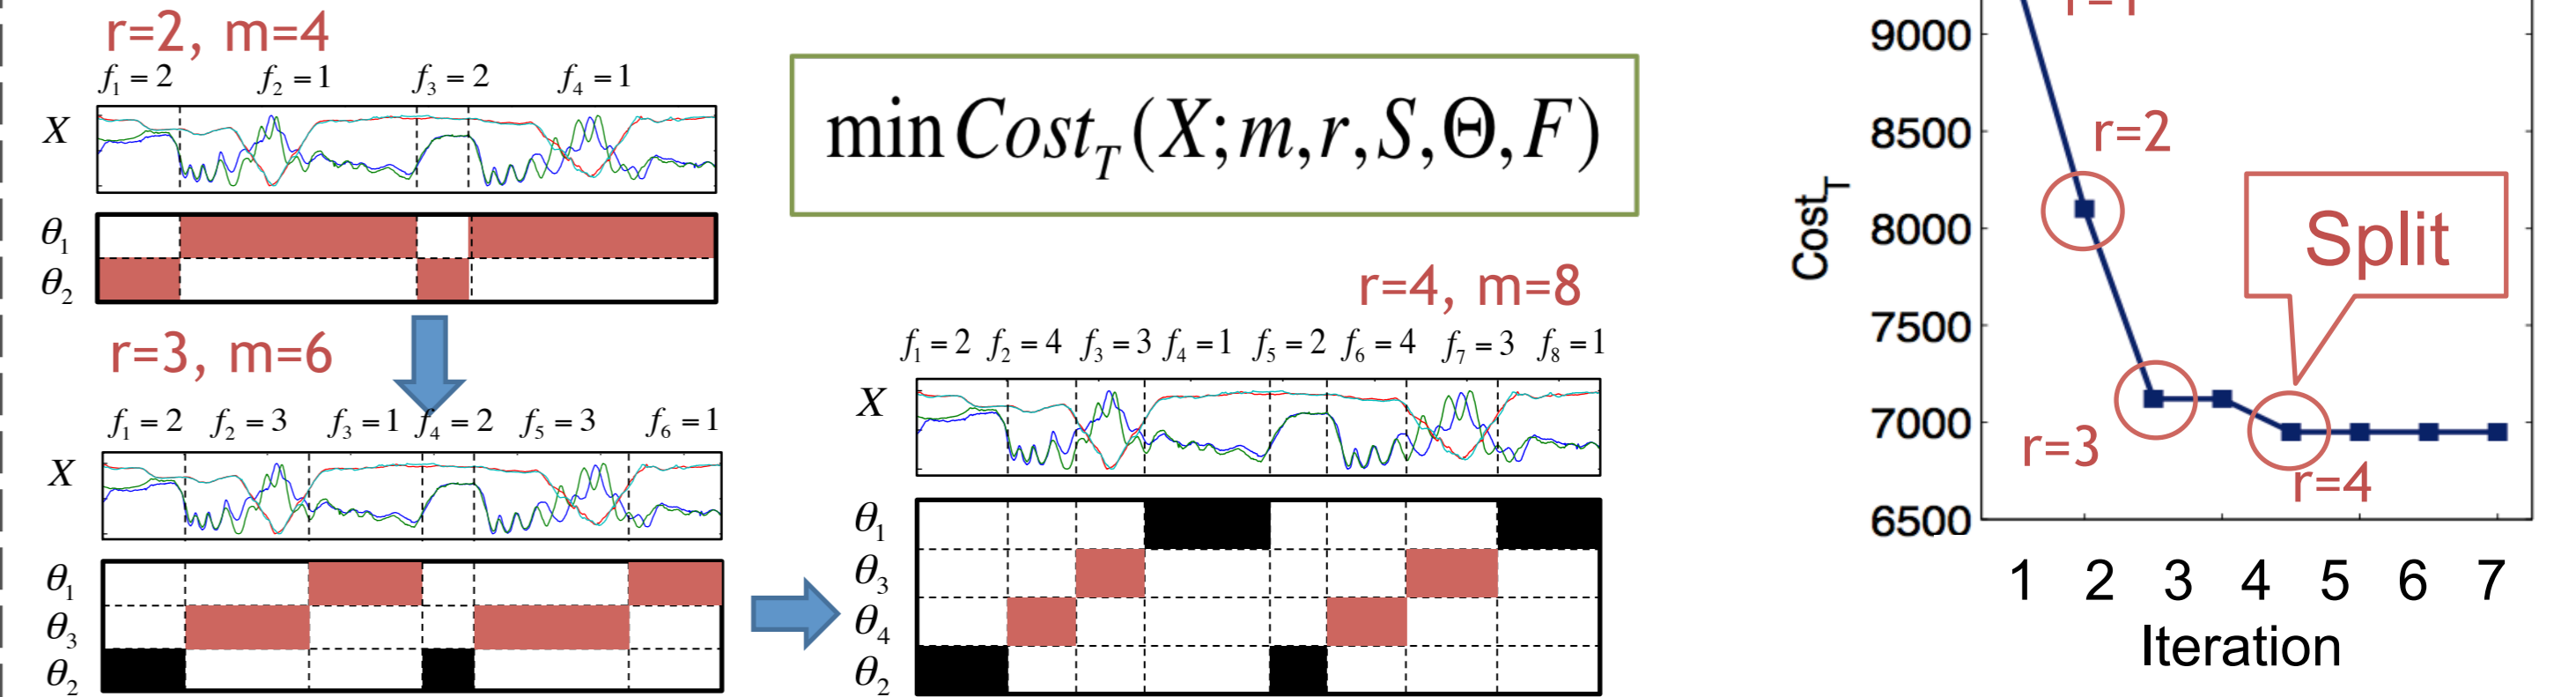 r=2, m=4
f₁ = 2 f₂ = 1 f₃ = 2 f₄ = 1
X
θ₁
θ₂
r=3, m=6
f₁ = 2 f₂ = 3 f₃ = 1 f₄ = 2 f₅ = 3 f₆ = 1
X
θ₁
θ₃
θ₂
min Cost_T (X; m, r, S, Θ, F)
r=4, m=8
f₁ = 2 f₂ = 4 f₃ = 3 f₄ = 1 f₅ = 2 f₆ = 4 f₇ = 3 f₈ = 1
X
θ₁
θ₃
θ₄
θ₂
r=1
9000
8500
8000
7500
7000
6500
Cost_T
r=2
Split
r=3
r=4
1 2 3 4 5 6 7
Iteration